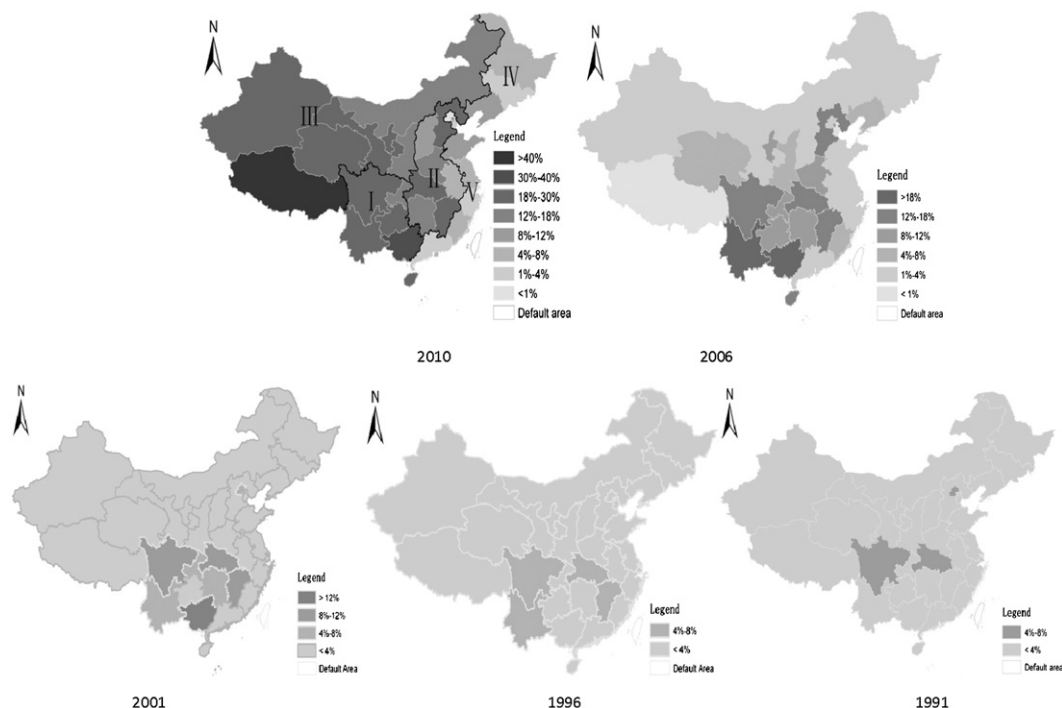 N
III
IV
I
II
V
Legend
>40%
30%-40%
18%-30%
12%-18%
8%-12%
4%-8%
1%-4%
<1%
Default area
2010
N
Legend
>18%
12%-18%
8%-12%
4%-8%
1%-4%
<1%
Default area
2006
N
Legend
>12%
8%-12%
4%-8%
<4%
Default Area
2001
N
Legend
4%-8%
<4%
Default Area
1996
N
Legend
4%-8%
<4%
Default Area
1991